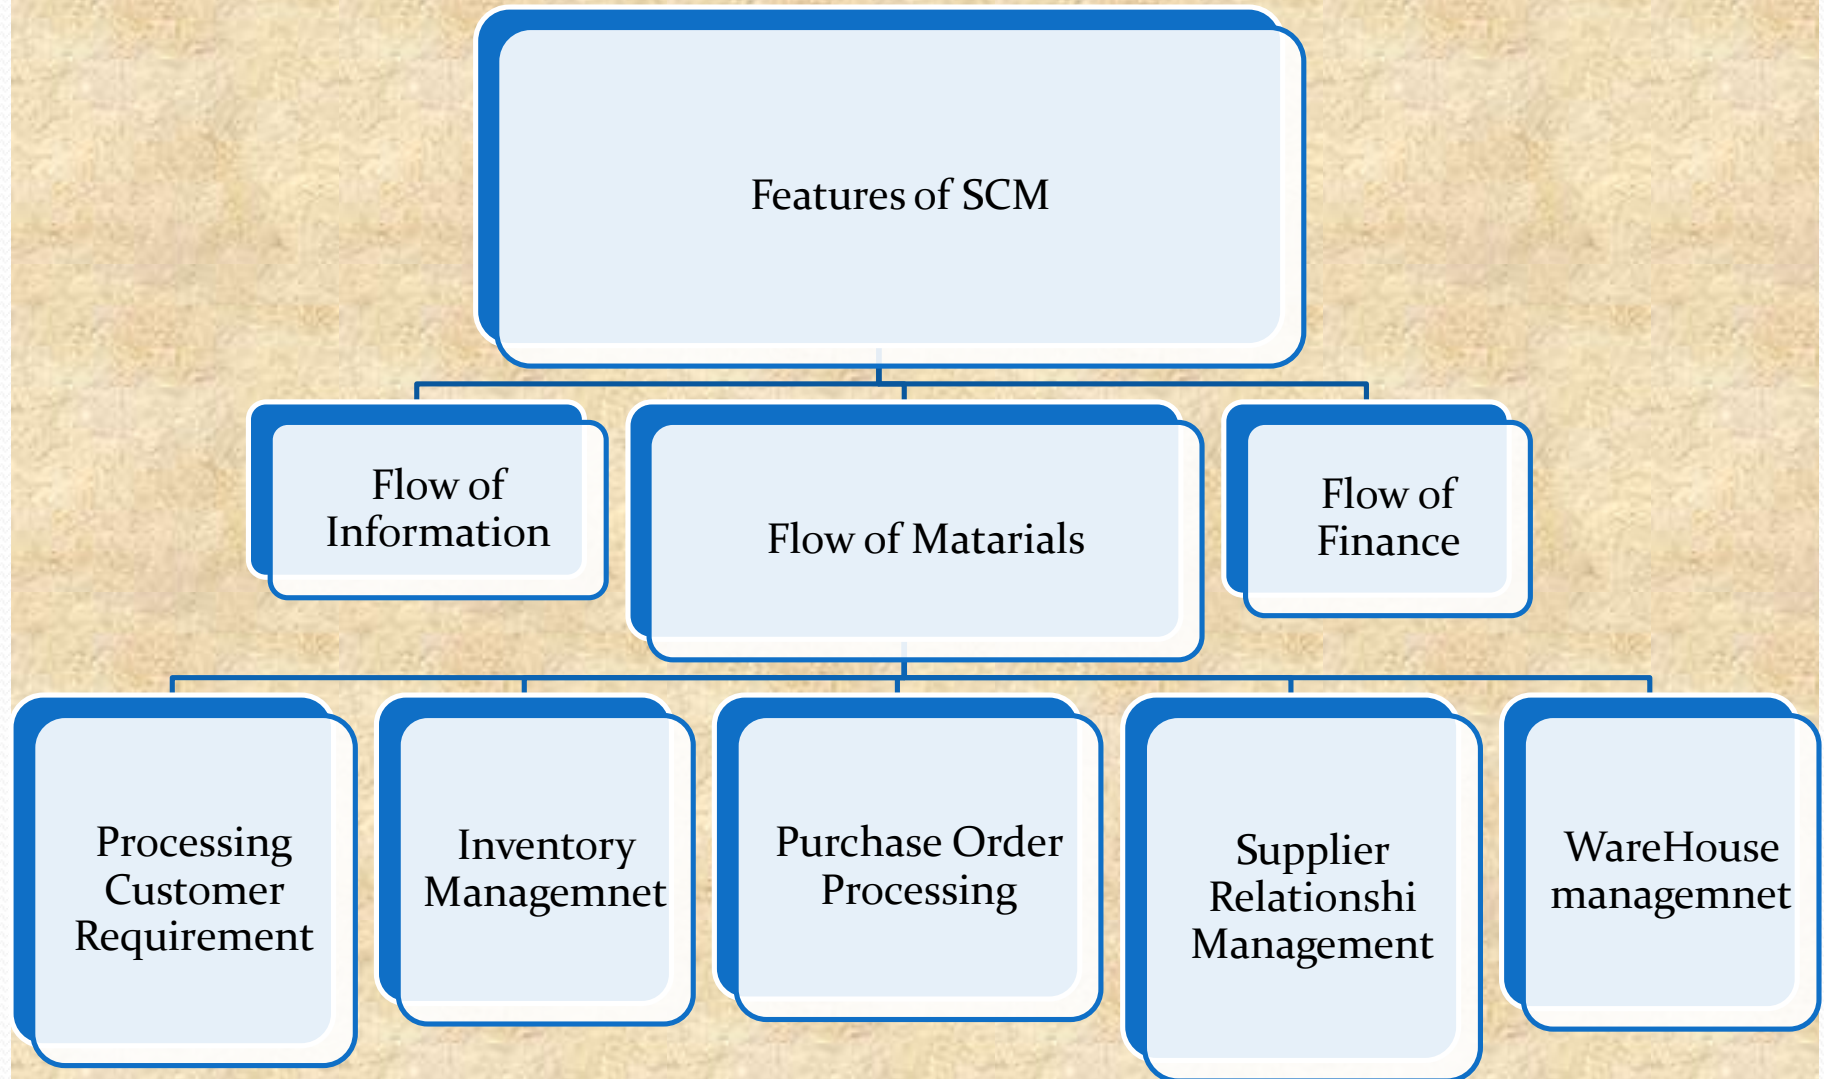 Features of SCM
Flow of
Information
Flow of Matarials
Flow of
Finance
Processing
Customer
Requirement
Inventory
Managemnet
Purchase Order
Processing
Supplier
Relationshi
Management
WareHouse
managemnet